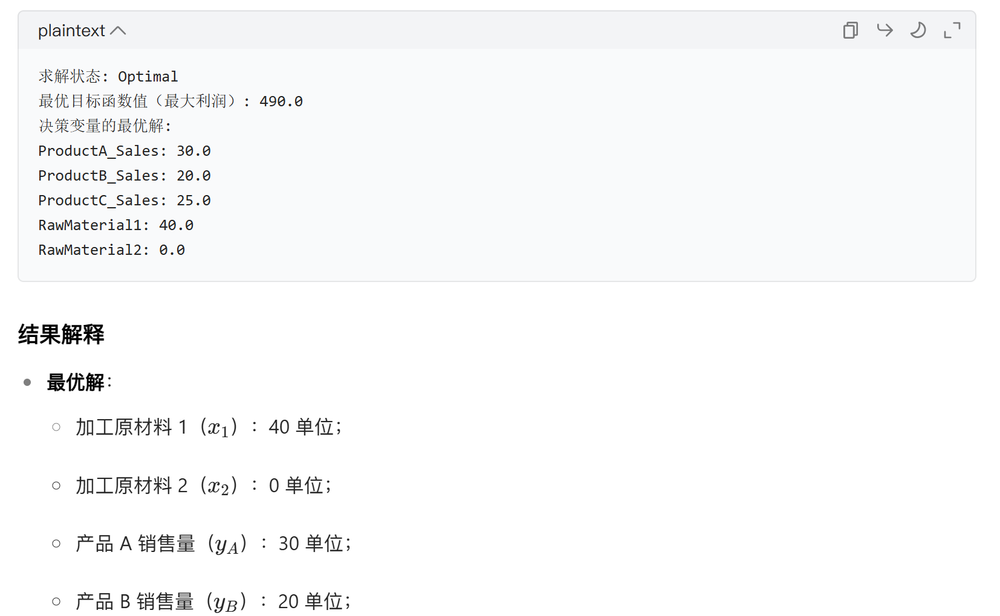 plaintext
求解状态: Optimal
最优目标函数值（最大利润）: 490.0
决策变量的最优解:
ProductA_Sales: 30.0
ProductB_Sales: 20.0
ProductC_Sales: 25.0
RawMaterial1: 40.0
RawMaterial2: 0.0
结果解释
最优解：
加工原材料 1（x₁）：40 单位；
加工原材料 2（x₂）：0 单位；
产品 A 销售量（y_A）：30 单位；
产品 B 销售量（y_B）：20 单位；